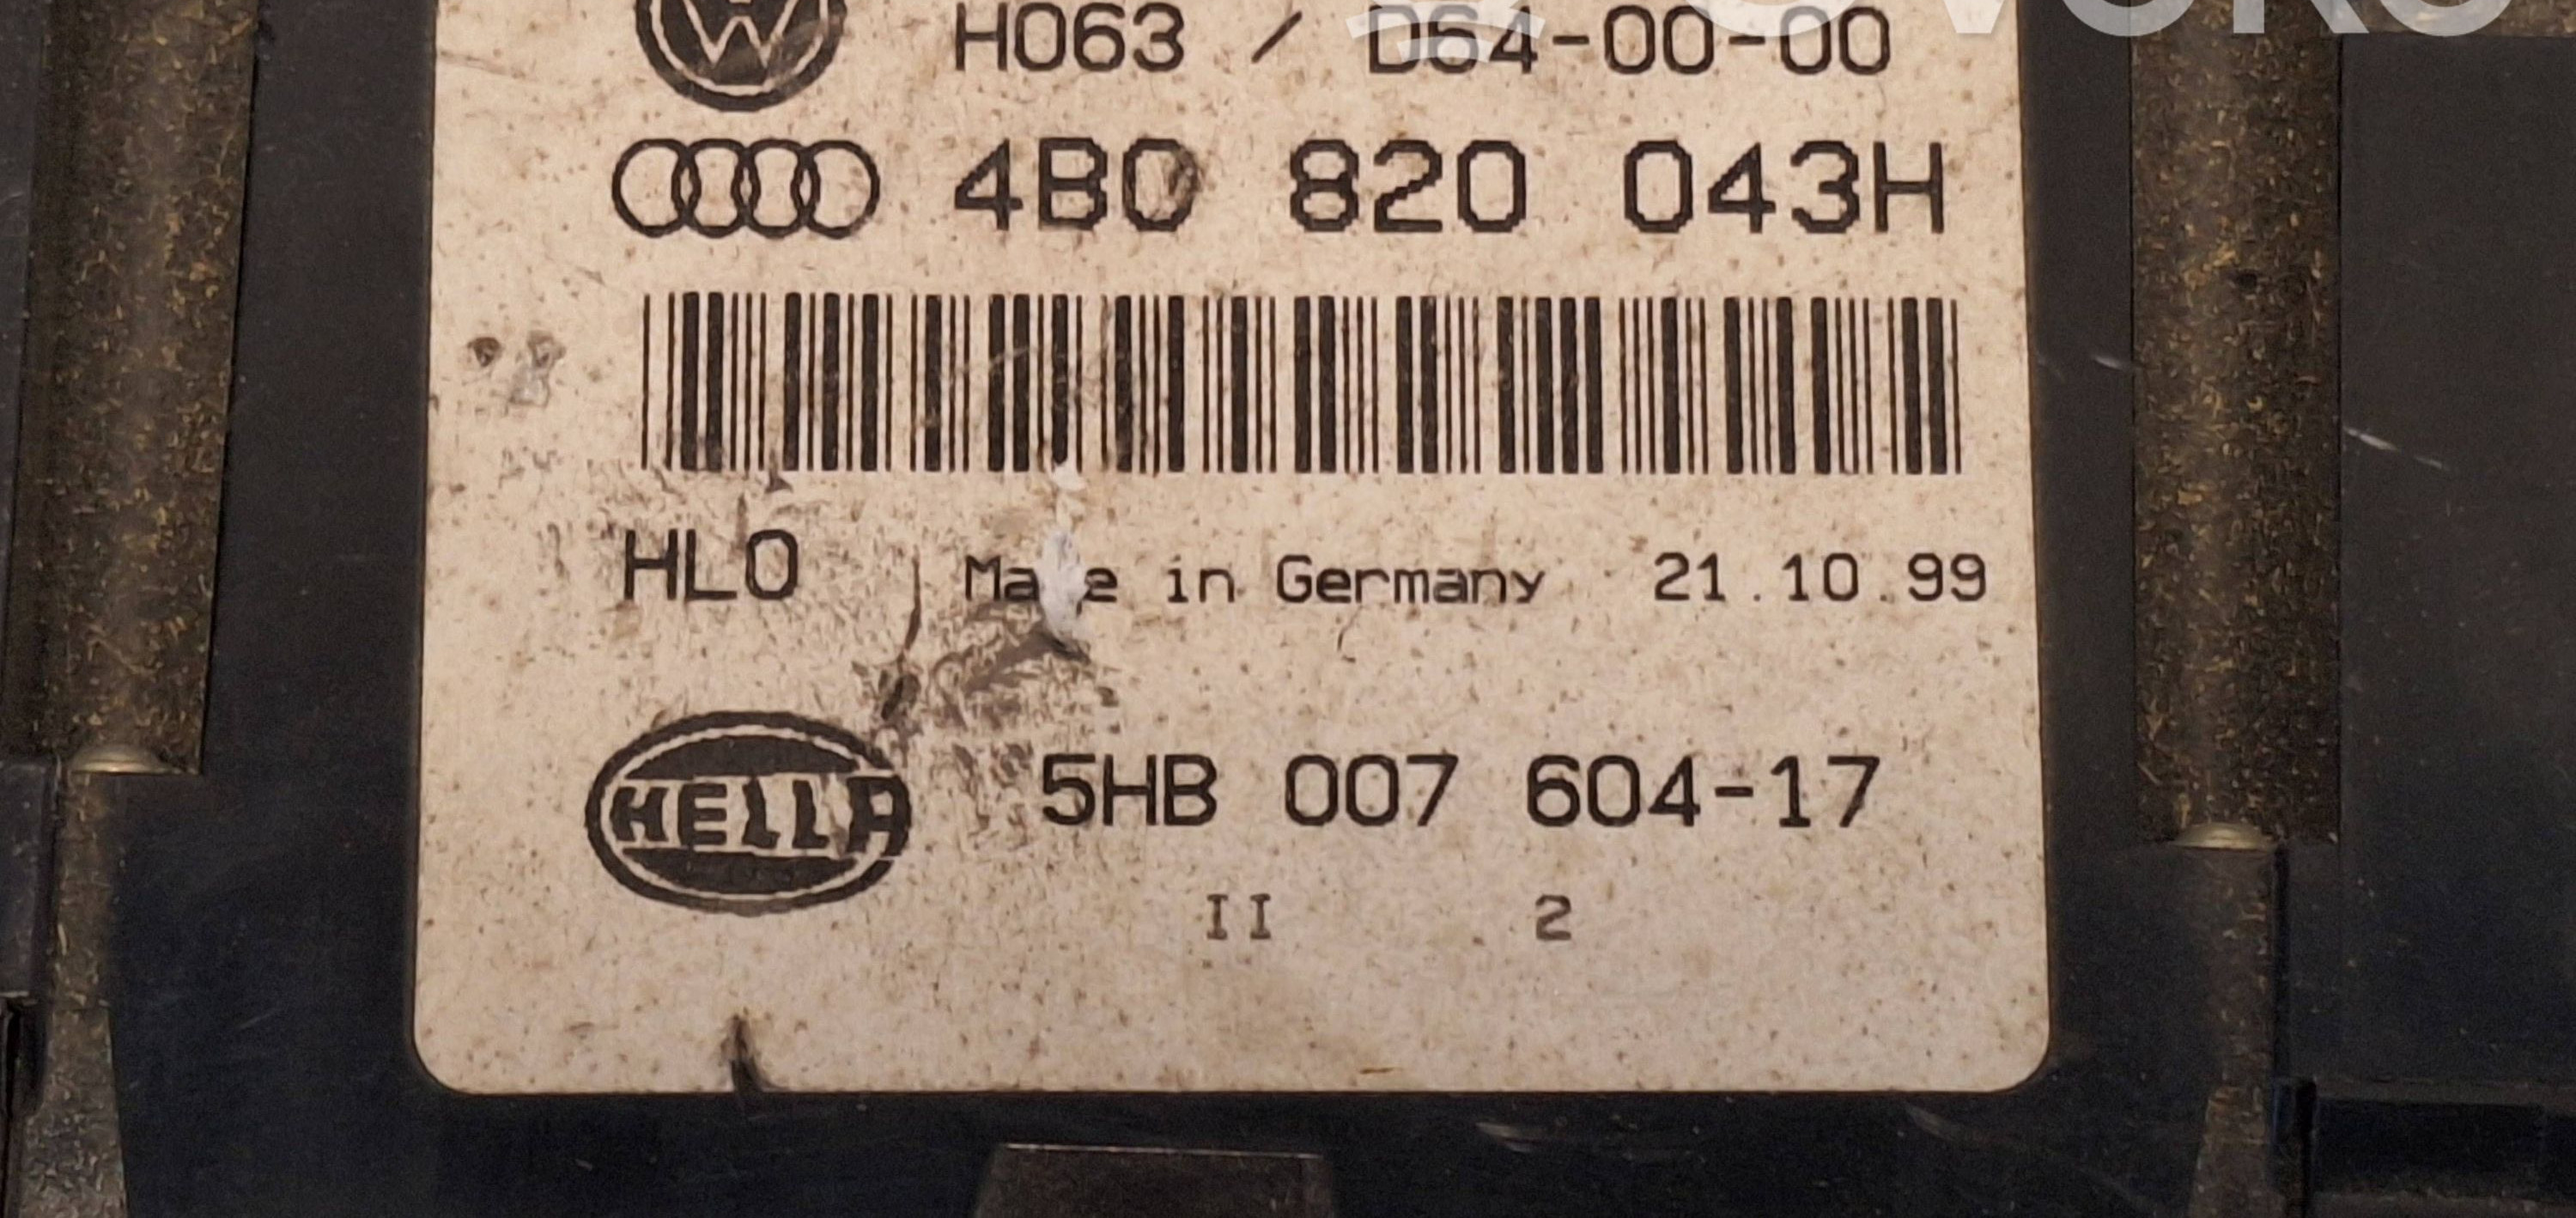 H063 / D64-00-00
4B0 820 043H
HLO Made in Germany 21.10.99
HELLA 5HB 007 604-17
II 2